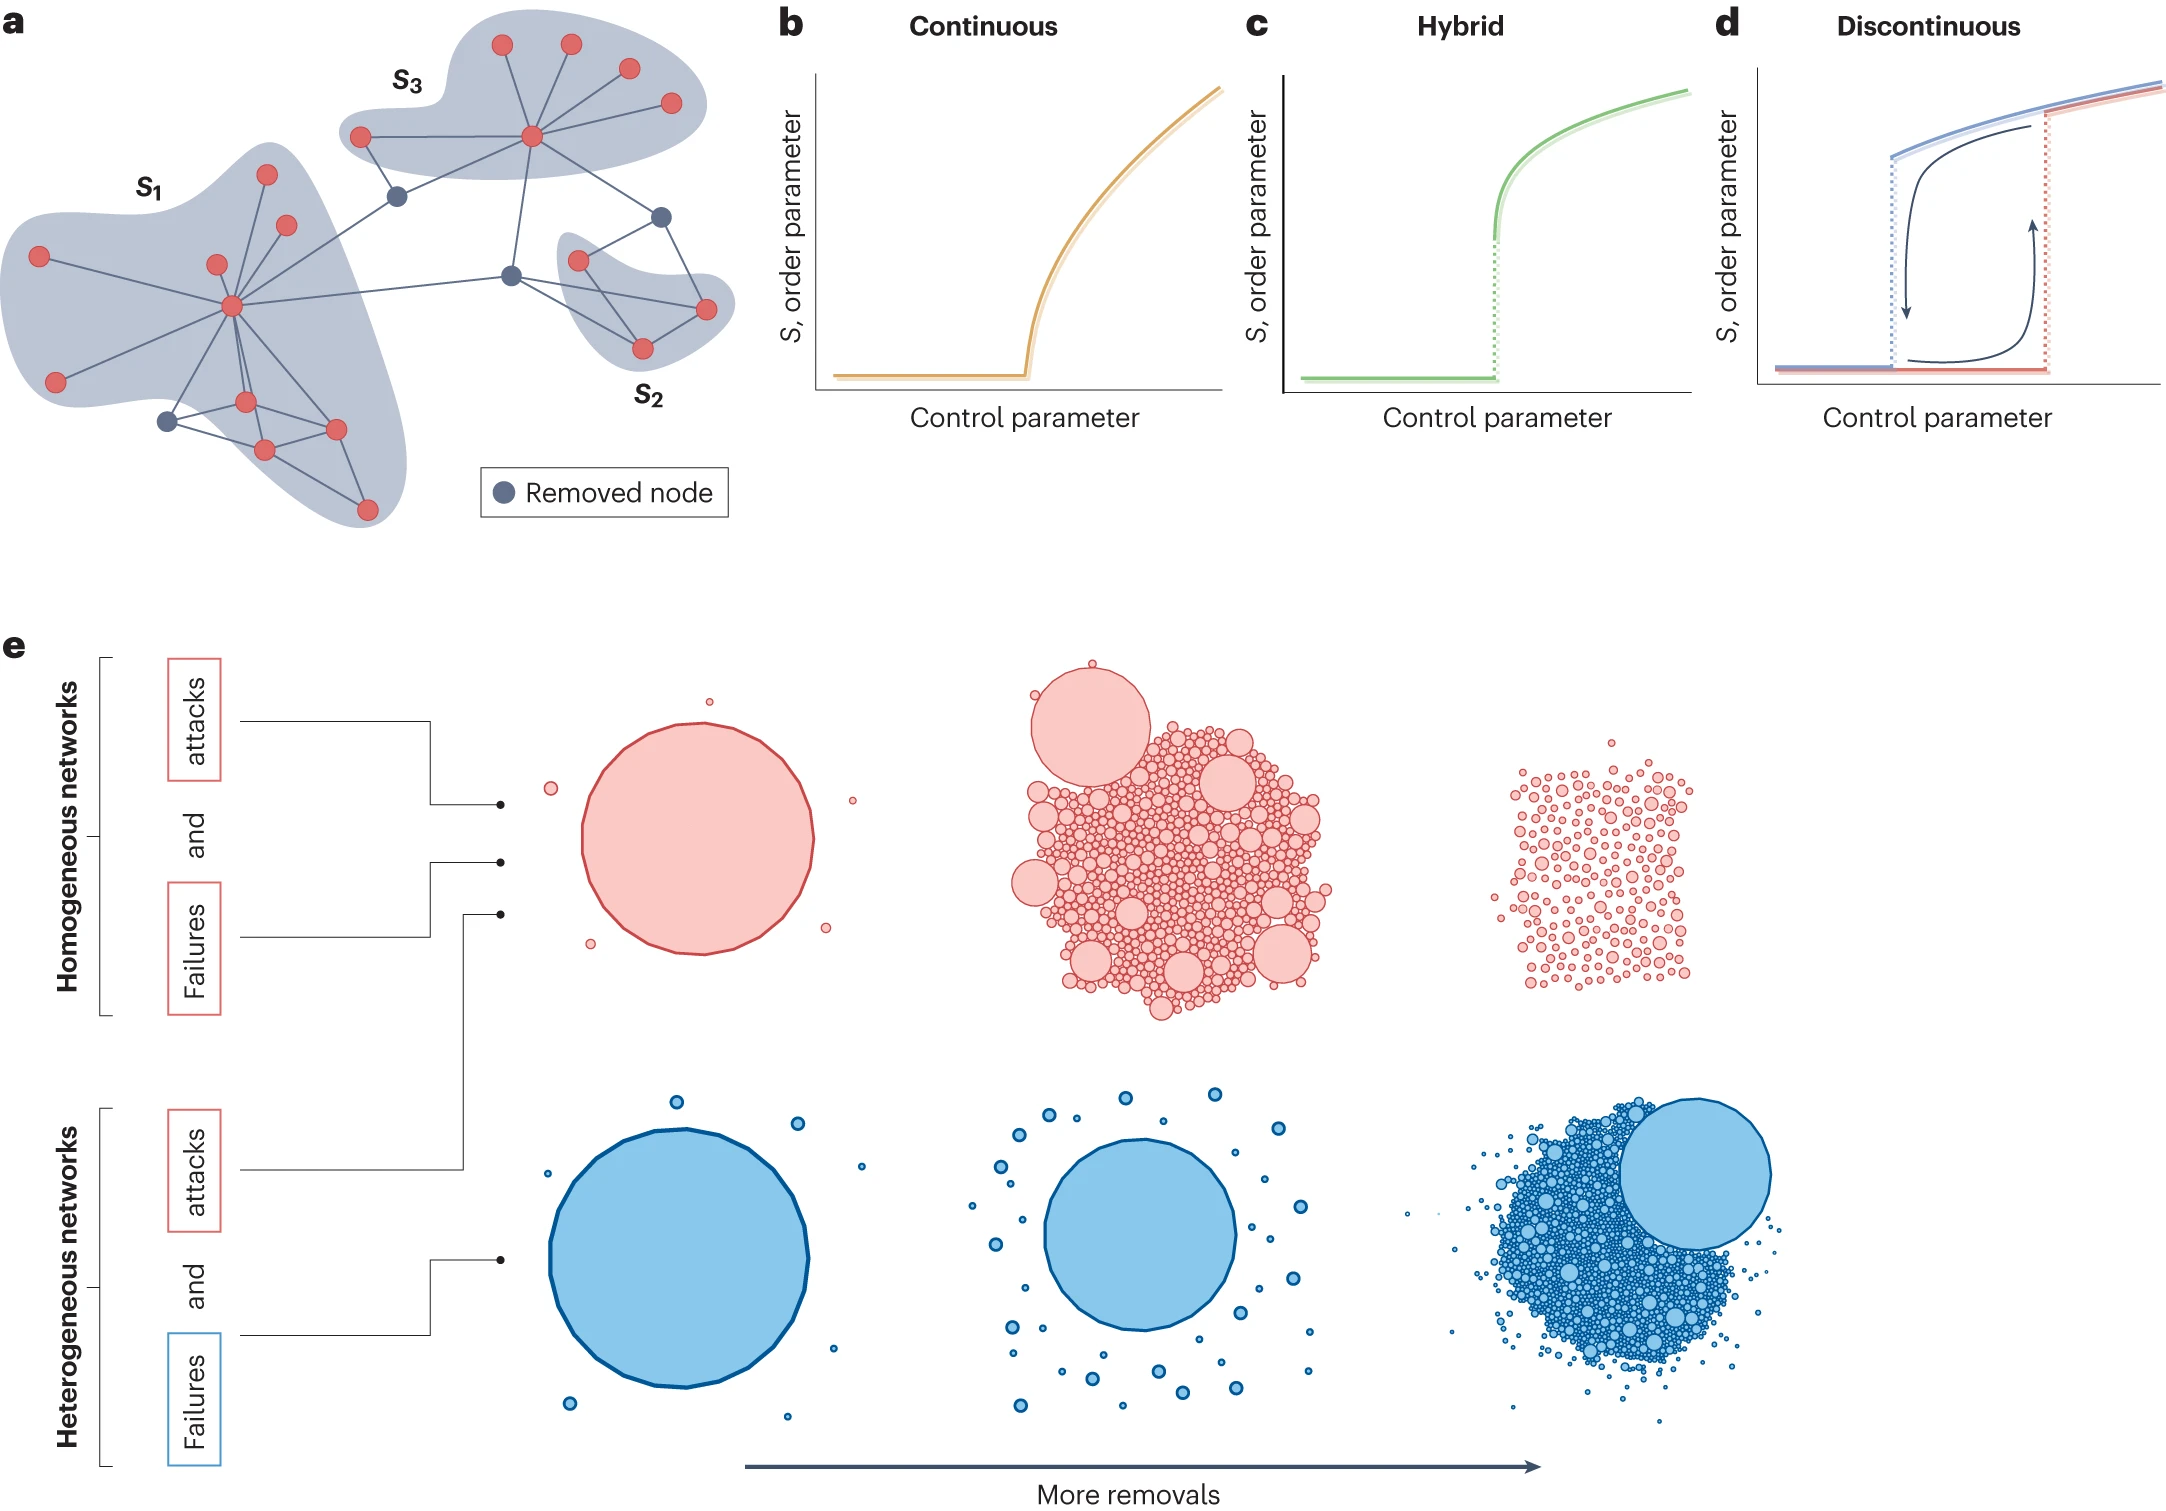 a
S3
S1
S2
Removed node
b
Continuous
S, order parameter
Control parameter
c
Hybrid
S, order parameter
Control parameter
d
Discontinuous
S, order parameter
Control parameter
e
Homogeneous networks
Failures
and
attacks
Heterogeneous networks
Failures
and
attacks
More removals